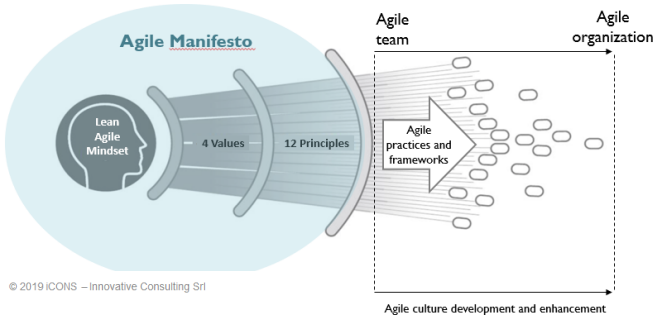 Agile Manifesto
Lean
Agile
Mindset
4 Values
12 Principles
Agile
team
Agile
organization
Agile
practices and
frameworks
© 2019 iCONS – Innovative Consulting Srl
Agile culture development and enhancement